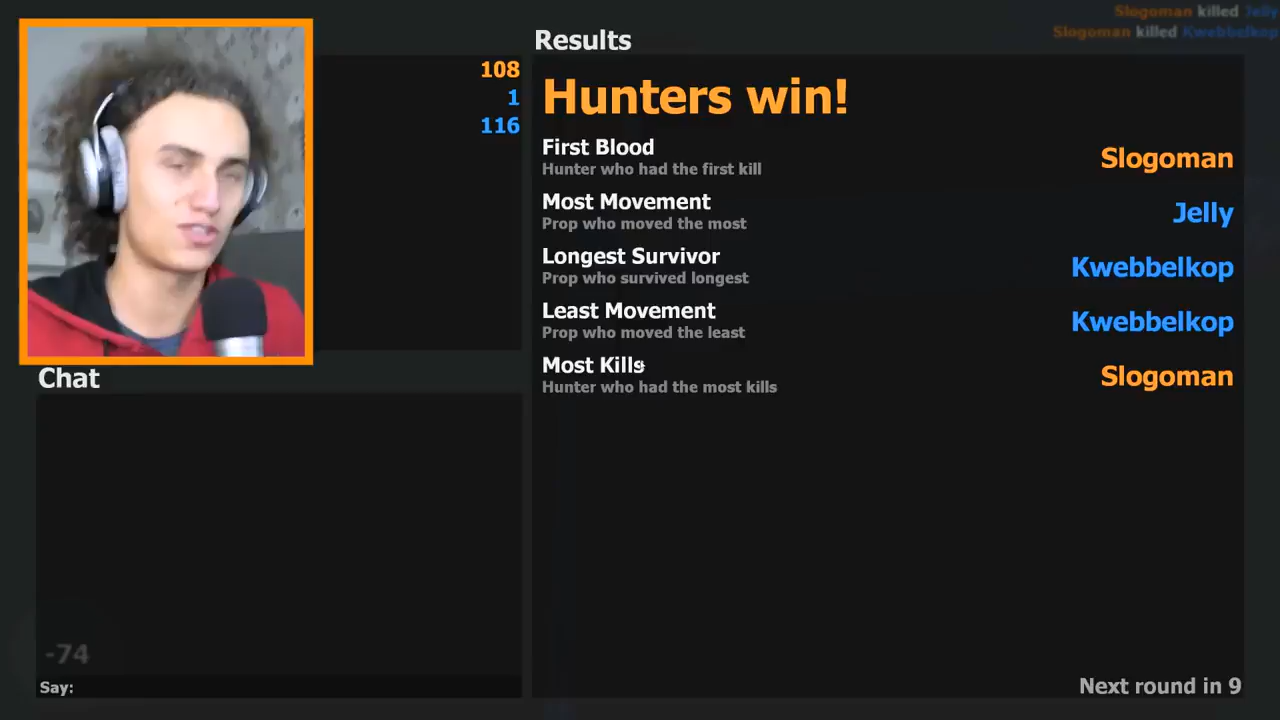 Slogoman killed Jelly
Slogoman killed Kwebbelkop
Results
108
1
116
Hunters win!
First Blood
Hunter who had the first kill
Slogoman
Most Movement
Prop who moved the most
Jelly
Longest Survivor
Prop who survived longest
Kwebbelkop
Least Movement
Prop who moved the least
Kwebbelkop
Most Kills
Hunter who had the most kills
Slogoman
Chat
-74
Say:
Next round in 9